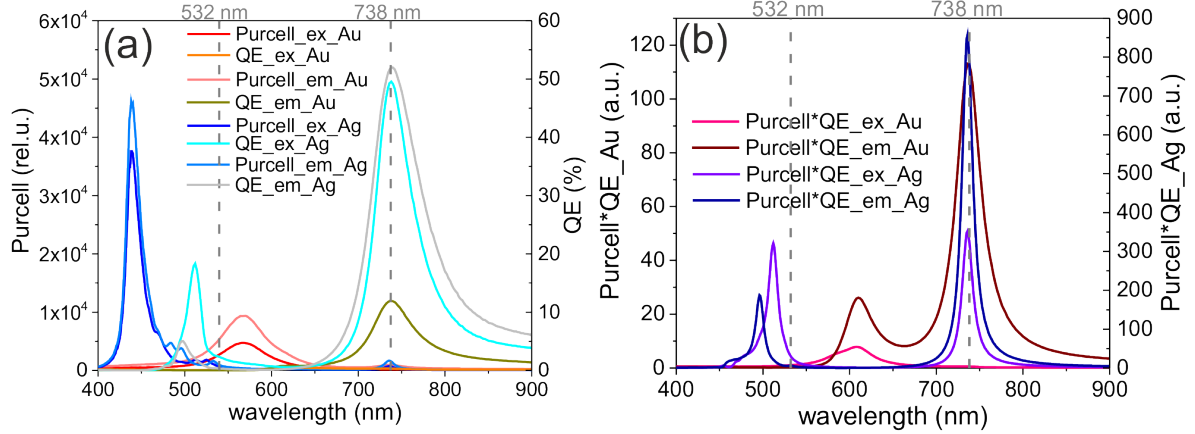 532 nm 738 nm
(a)
Purcell_ex_Au
QE_ex_Au
Purcell_em_Au
QE_em_Au
Purcell_ex_Ag
QE_ex_Ag
Purcell_em_Ag
QE_em_Ag
Purcell (rel.u.)
6x10⁴
5x10⁴
4x10⁴
3x10⁴
2x10⁴
1x10⁴
0
QE (%)
60
50
40
30
20
10
0
400 500 600 700 800 900
wavelength (nm)
532 nm 738 nm
(b)
Purcell*QE_ex_Au
Purcell*QE_em_Au
Purcell*QE_ex_Ag
Purcell*QE_em_Ag
Purcell*QE_Au (a.u.)
120
100
80
60
40
20
0
Purcell*QE_Ag (a.u.)
900
800
700
600
500
400
300
200
100
0
400 500 600 700 800 900
wavelength (nm)